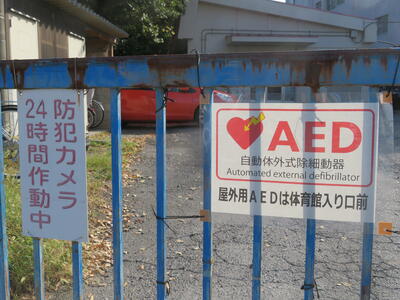 防犯カメラ
24時間作動中
AED
自動体外式除細動器
Automated external defibrillator
屋外用AEDは体育館入り口前